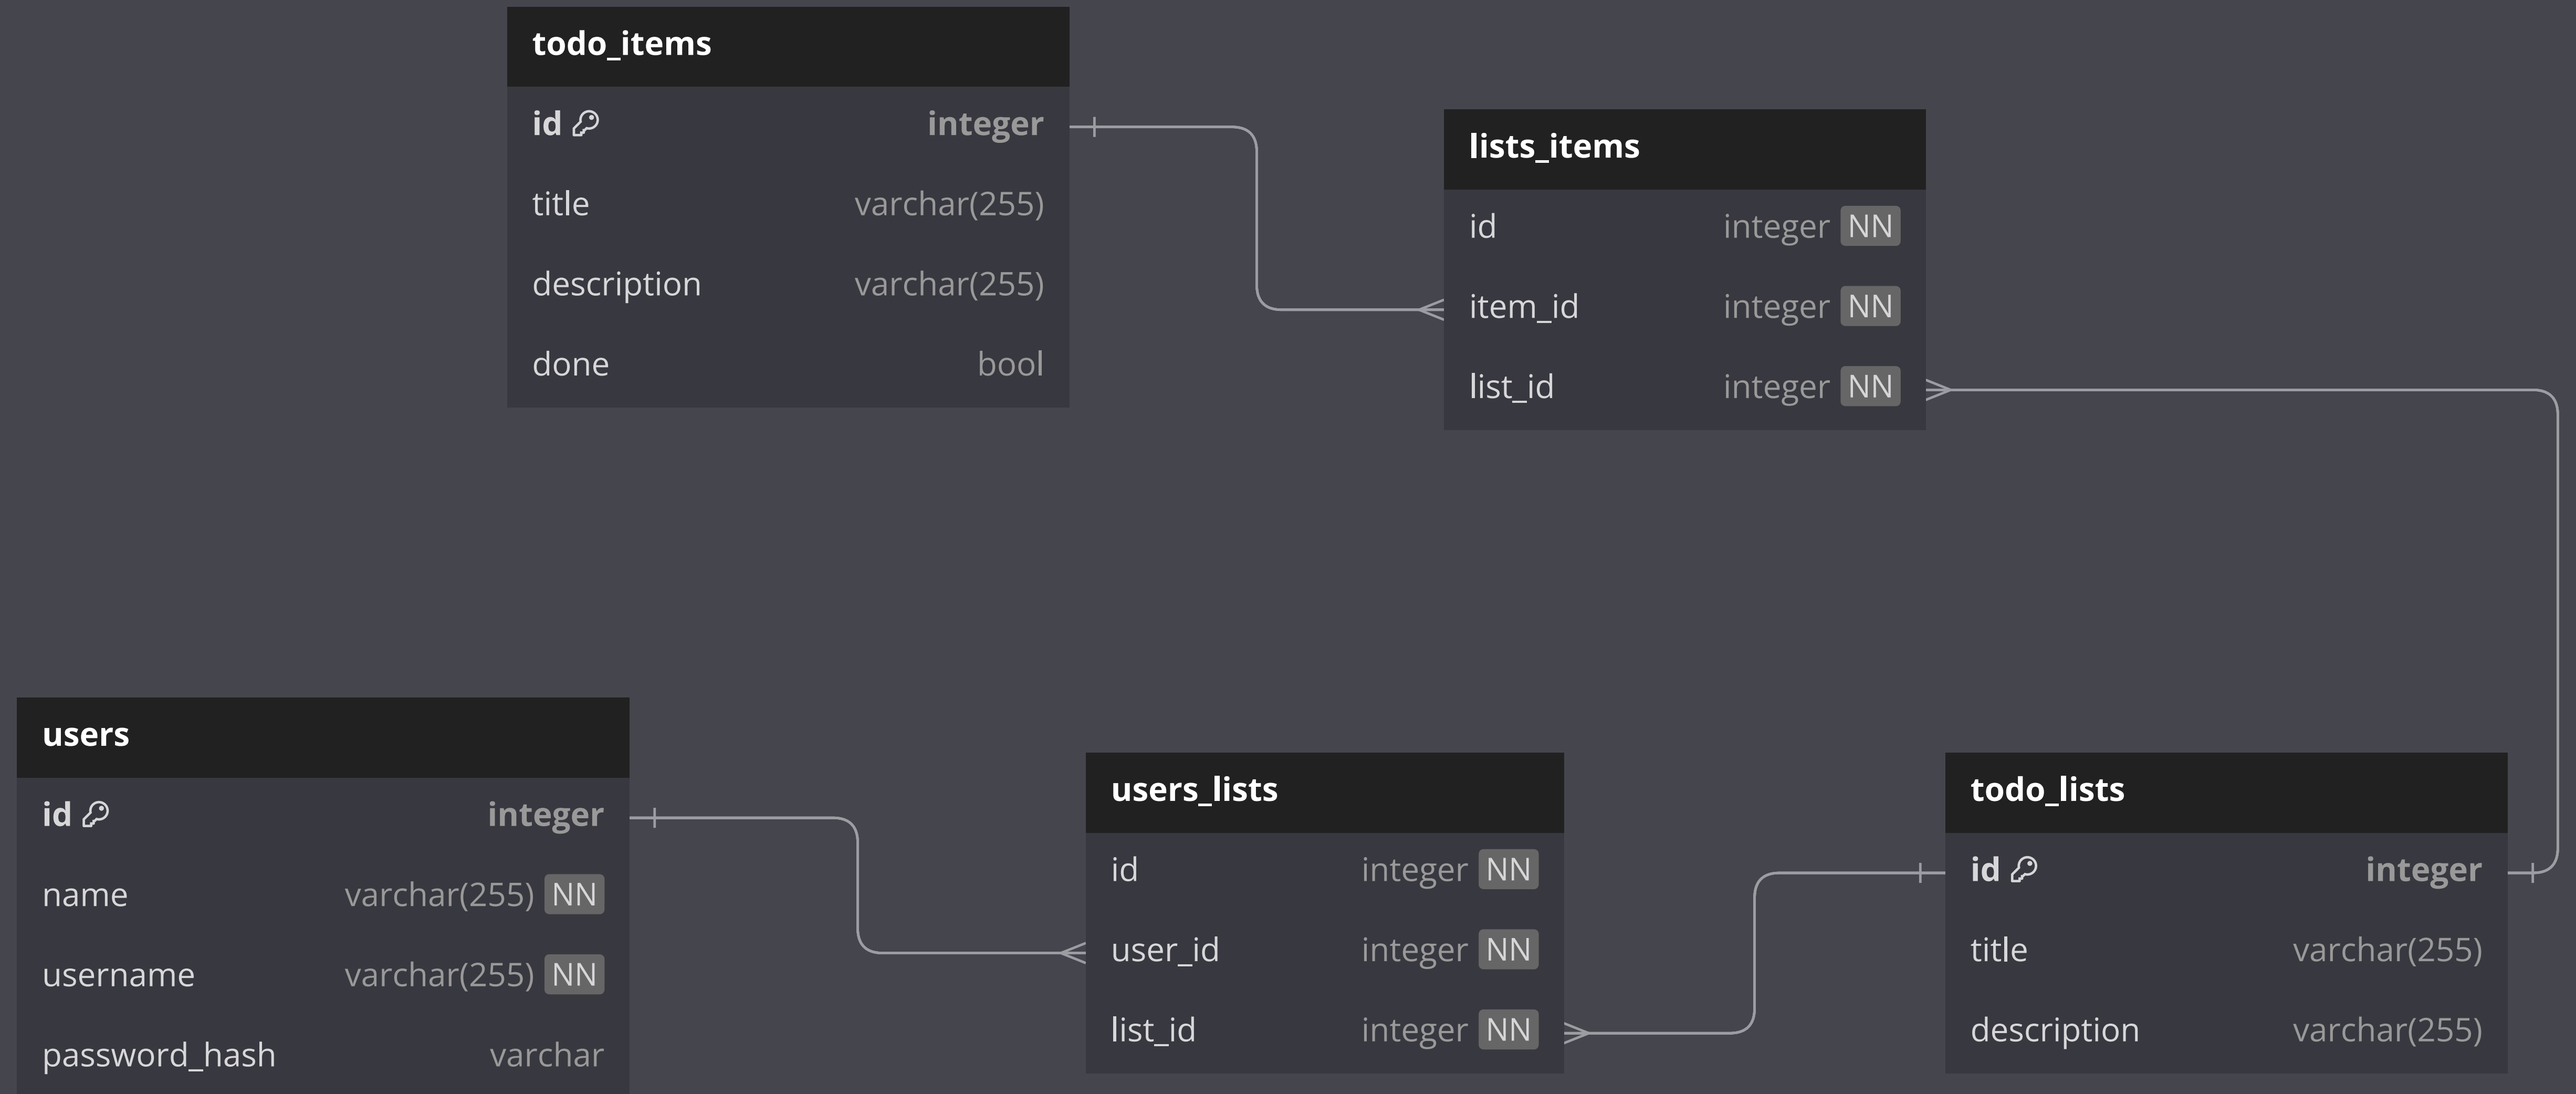 todo_items
id integer
title varchar(255)
description varchar(255)
done bool
lists_items
id integer NN
item_id integer NN
list_id integer NN
users
id integer
name varchar(255) NN
username varchar(255) NN
password_hash varchar
users_lists
id integer NN
user_id integer NN
list_id integer NN
todo_lists
id integer
title varchar(255)
description varchar(255)